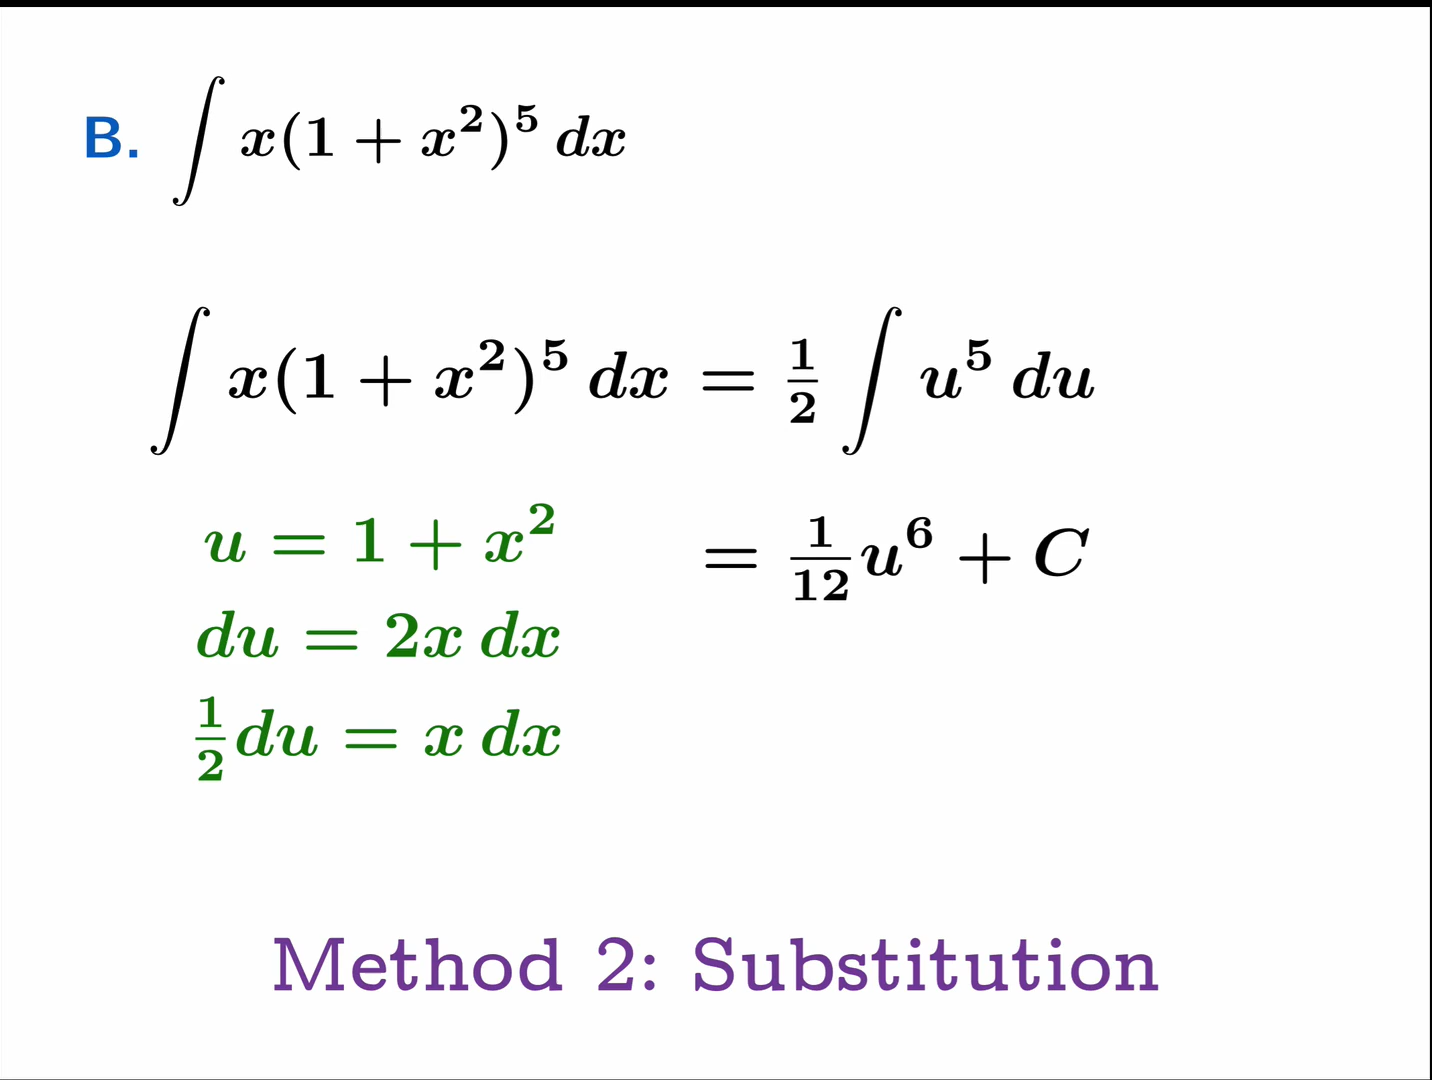 B. ∫ x(1 + x²)⁵ dx
∫ x(1 + x²)⁵ dx = ½ ∫ u⁵ du
u = 1 + x²
= 1/12 u⁶ + C
du = 2x dx
½ du = x dx
Method 2: Substitution